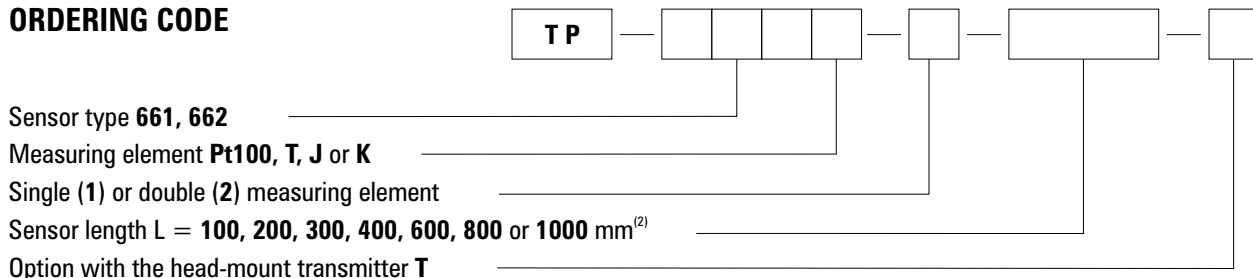 ORDERING CODE
T P
Sensor type 661, 662
Measuring element Pt100, T, J or K
Single (1) or double (2) measuring element
Sensor length L = 100, 200, 300, 400, 600, 800 or 1000 mm(2)
Option with the head-mount transmitter T